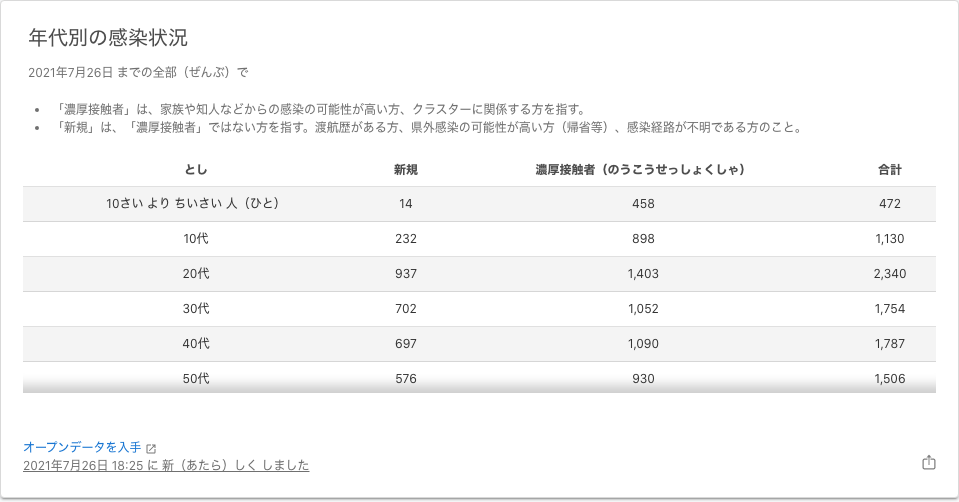 年代別の感染状況
2021年7月26日 までの全部（ぜんぶ）で
• 「濃厚接触者」は、家族や知人などからの感染の可能性が高い方、クラスターに関係する方を指す。
• 「新規」は、「濃厚接触者」ではない方を指す。渡航歴がある方、県外感染の可能性が高い方（帰省等）、感染経路が不明である方のこと。
とし 新規 濃厚接触者（のうこうせっしょくしゃ） 合計
10さい より ちいさい 人（ひと） 14 458 472
10代 232 898 1,130
20代 937 1,403 2,340
30代 702 1,052 1,754
40代 697 1,090 1,787
50代 576 930 1,506
オープンデータを入手
2021年7月26日 18:25 に 新（あたら）しく しました